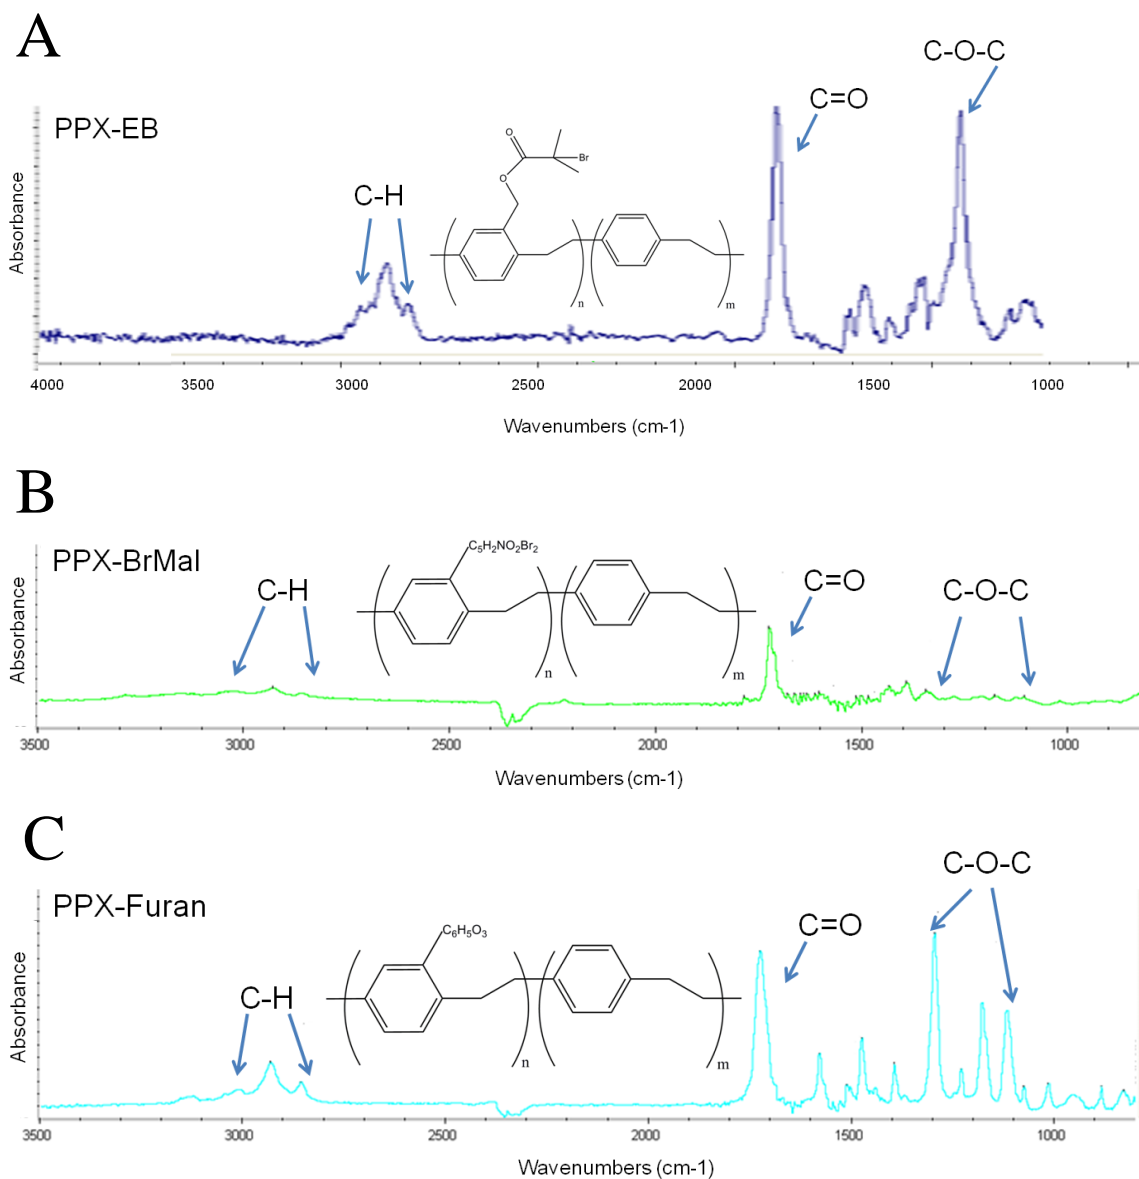 A
PPX-EB
C-O-C
C=O
C-H
O
O
Br
n
m
Absorbance
4000 3500 3000 2500 2000 1500 1000
Wavenumbers (cm-1)
B
PPX-BrMal
C₅H₂NO₂Br₂
C-H
C=O
C-O-C
n
m
Absorbance
3500 3000 2500 2000 1500 1000
Wavenumbers (cm-1)
C
PPX-Furan
C₆H₅O₃
C-H
C=O
C-O-C
n
m
Absorbance
3500 3000 2500 2000 1500 1000
Wavenumbers (cm-1)